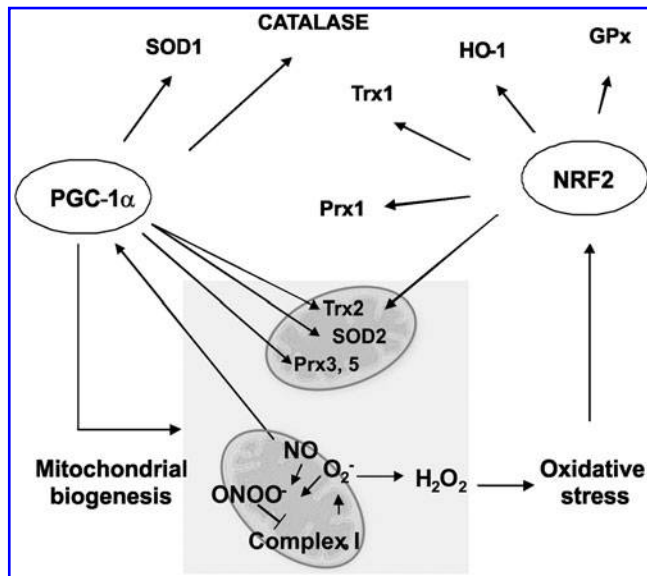 CATALASE
SOD1
HO-1
GPx
Trx1
PGC-1α
NRF2
Prx1
Trx2
SOD2
Prx3, 5
Mitochondrial
biogenesis
NO
O₂⁻
ONOO⁻
Complex I
H₂O₂
Oxidative
stress